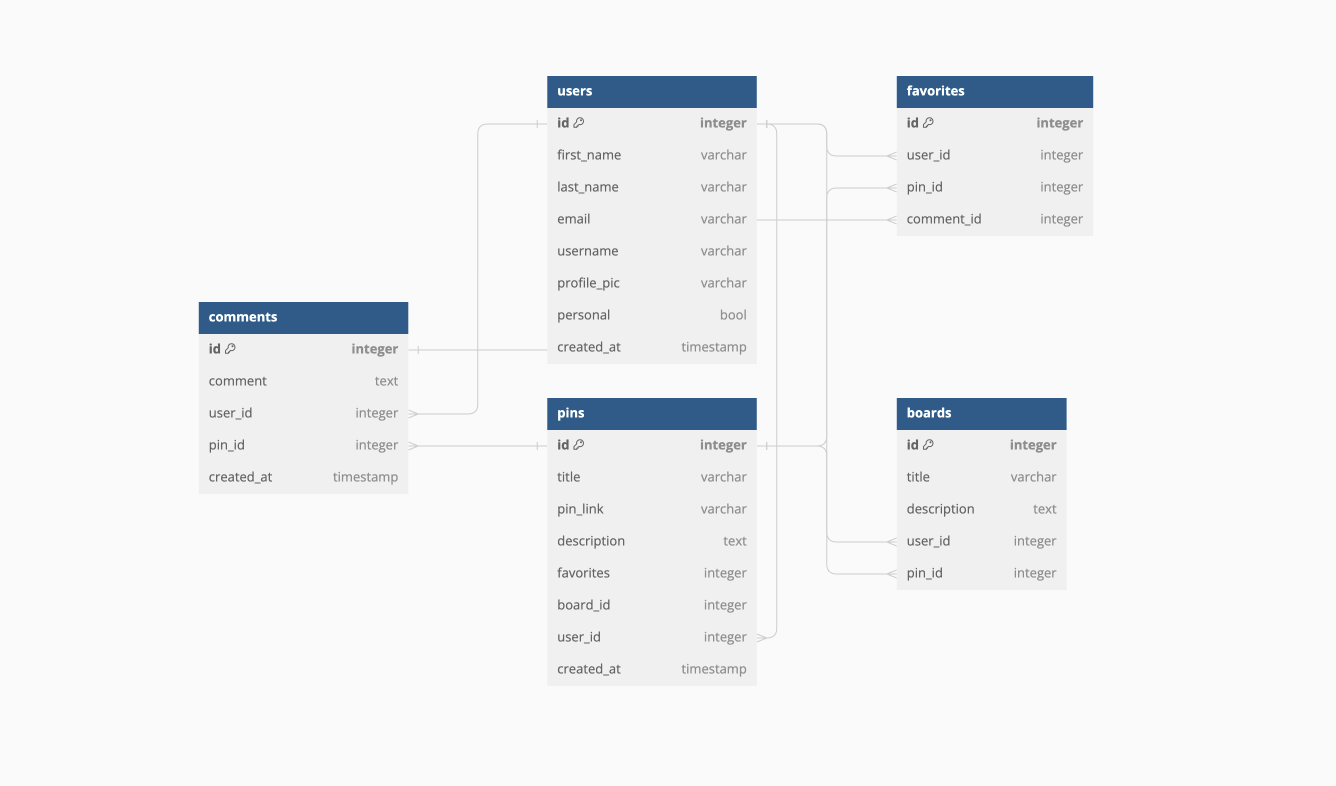 users
id integer
first_name varchar
last_name varchar
email varchar
username varchar
profile_pic varchar
personal bool
created_at timestamp
favorites
id integer
user_id integer
pin_id integer
comment_id integer
comments
id integer
comment text
user_id integer
pin_id integer
created_at timestamp
pins
id integer
title varchar
pin_link varchar
description text
favorites integer
board_id integer
user_id integer
created_at timestamp
boards
id integer
title varchar
description text
user_id integer
pin_id integer